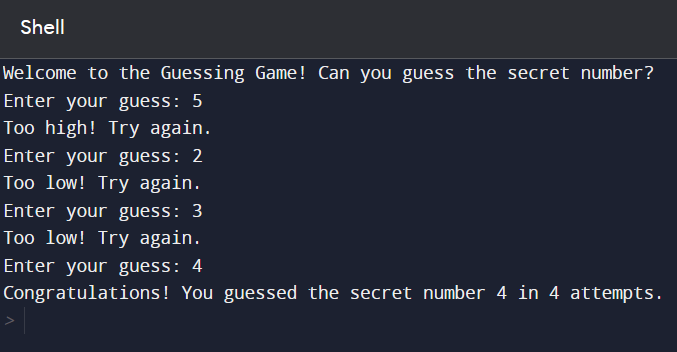 Shell
Welcome to the Guessing Game! Can you guess the secret number?
Enter your guess: 5
Too high! Try again.
Enter your guess: 2
Too low! Try again.
Enter your guess: 3
Too low! Try again.
Enter your guess: 4
Congratulations! You guessed the secret number 4 in 4 attempts.
>